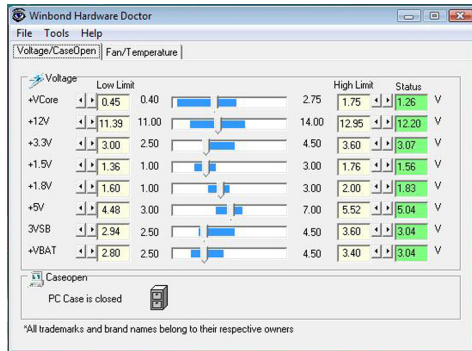 Winbond Hardware Doctor
File Tools Help
Voltage/CaseOpen Fan/Temperature
Voltage Low Limit High Limit Status
+VCore 0.45 0.40 2.75 1.75 1.26 V
+12V 11.39 11.00 14.00 12.95 12.20 V
+3.3V 3.00 2.50 4.50 3.60 3.07 V
+1.5V 1.36 1.00 3.00 1.76 1.56 V
+1.8V 1.60 1.00 3.00 2.00 1.83 V
+5V 4.48 3.00 7.00 5.52 5.04 V
3VSB 2.94 2.50 4.50 3.60 3.04 V
+VBAT 2.80 2.50 4.50 3.40 3.04 V
Caseopen
PC Case is closed
*All trademarks and brand names belong to their respective owners